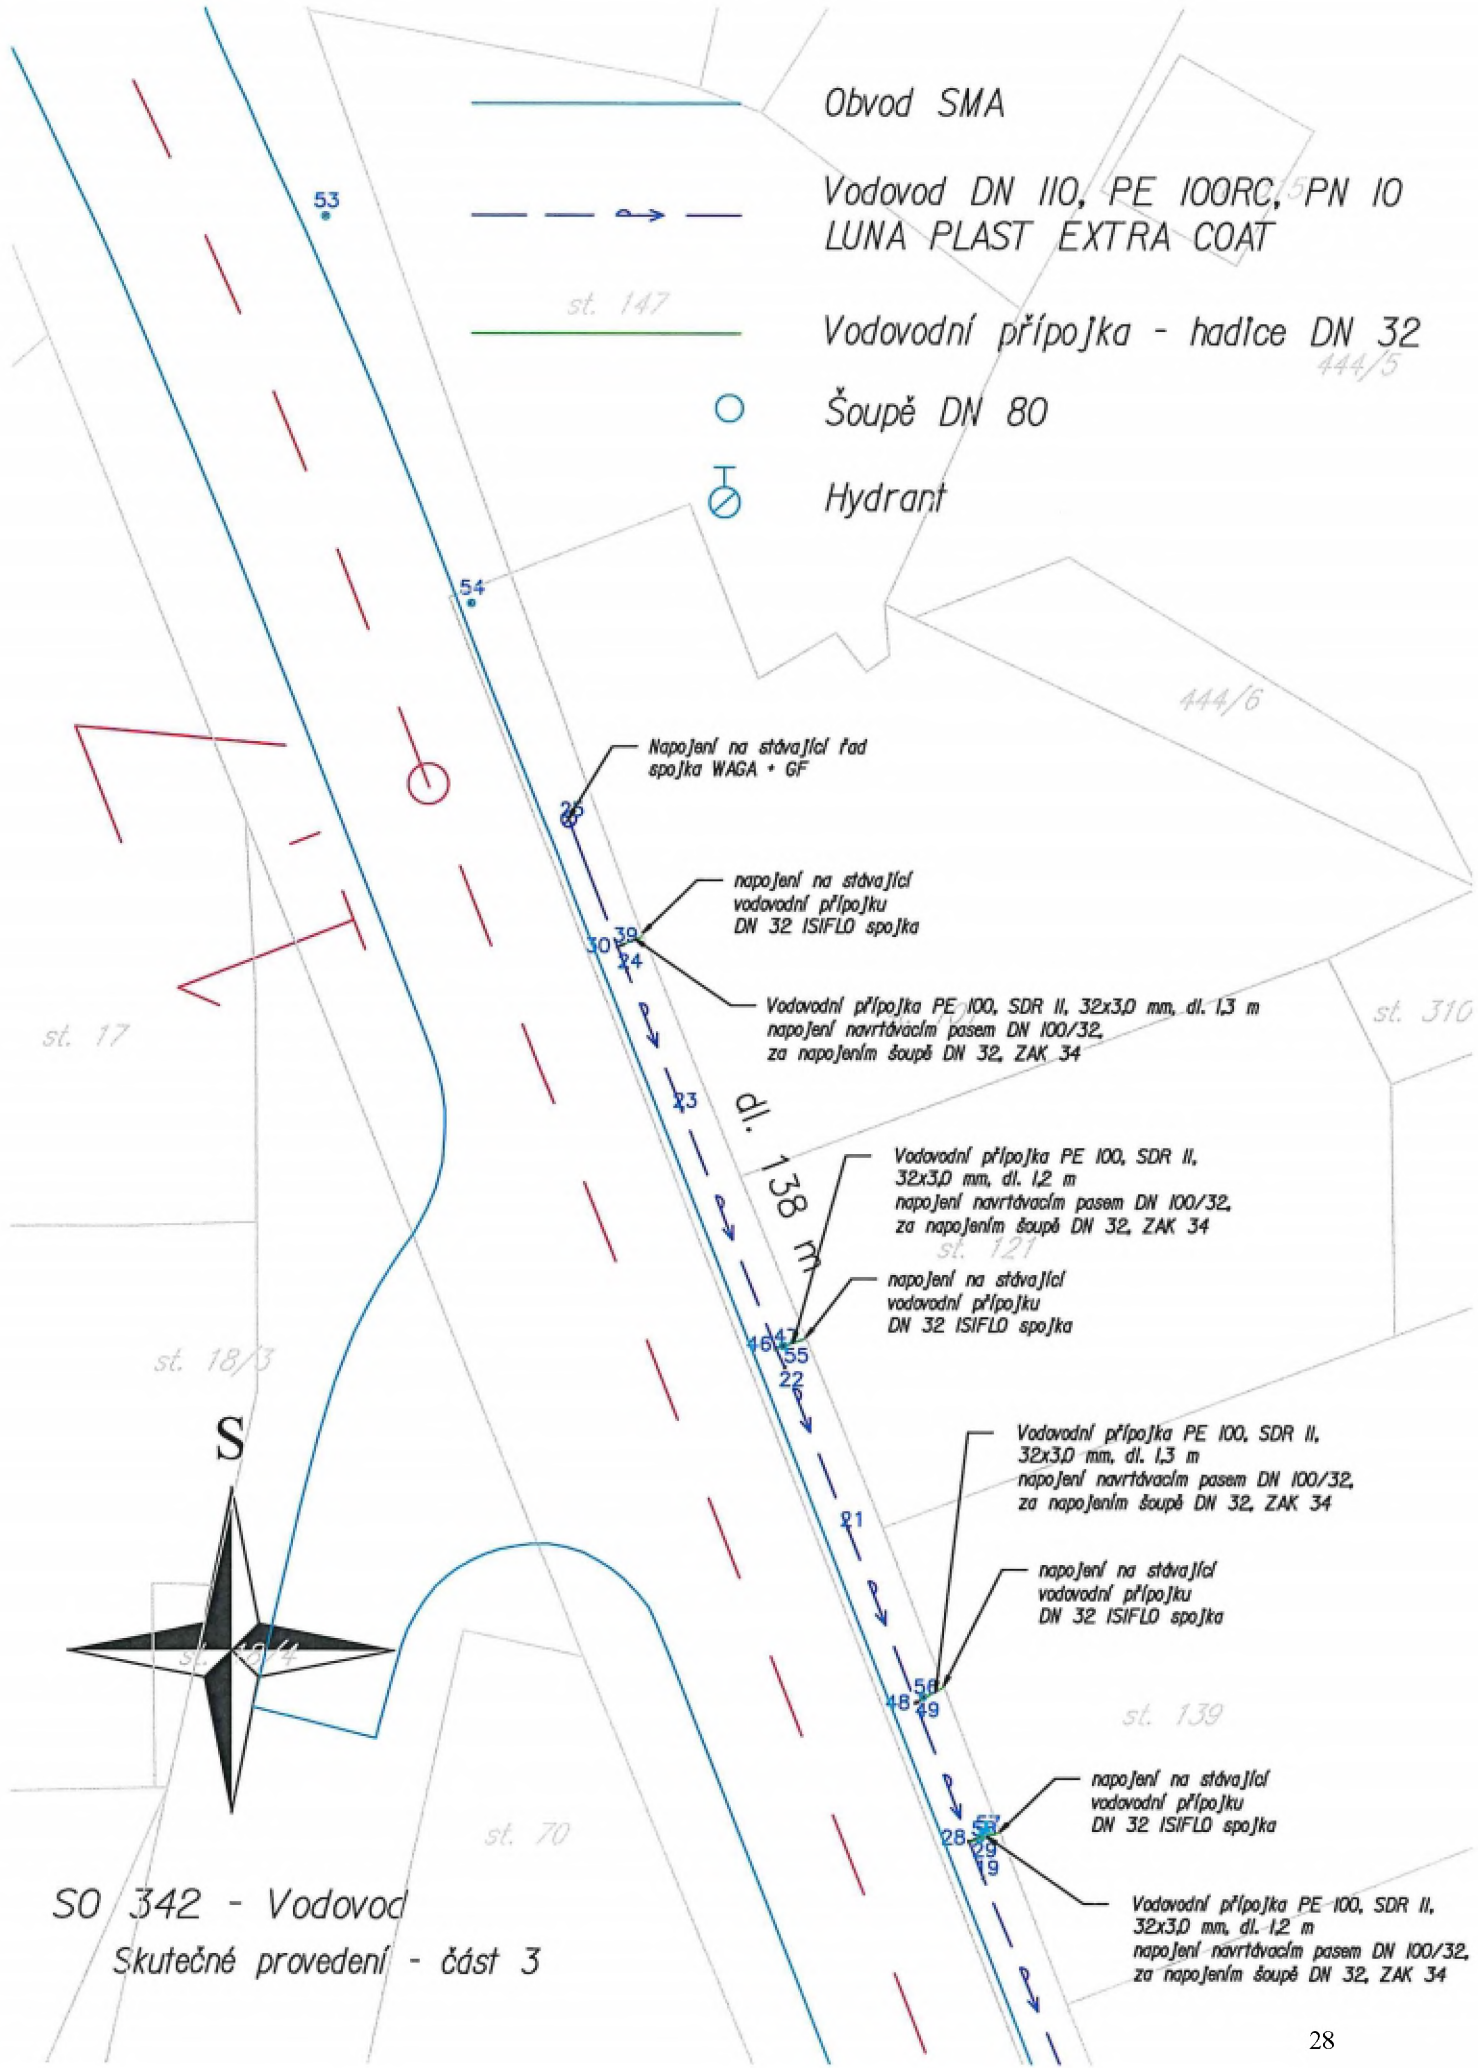 Obvod SMA
53
Vodovod DN 110, PE 100RC, PN 10
LUNA PLAST EXTRA COAT
st. 147
Vodovodní přípojka - hadice DN 32
444/5
Šoupě DN 80
Hydrant
54
444/6
Napojení na stávající řad
spojka WAGA + GF
25
napojení na stávající
vodovodní přípojku
DN 32 ISIFLO spojka
39
30
24
Vodovodní přípojka PE 100, SDR 11, 32x3,0 mm, dl. 1,3 m
napojení navrtávacím pasem DN 100/32,
za napojením šoupě DN 32, ZAK 34
st. 310
st. 17
23
dl. 138 m
Vodovodní přípojka PE 100, SDR 11,
32x3,0 mm, dl. 1,2 m
napojení navrtávacím pasem DN 100/32,
za napojením šoupě DN 32, ZAK 34
st. 121
napojení na stávající
vodovodní přípojku
DN 32 ISIFLO spojka
46
47
55
22
st. 18/3
S
Vodovodní přípojka PE 100, SDR 11,
32x3,0 mm, dl. 1,3 m
napojení navrtávacím pasem DN 100/32,
za napojením šoupě DN 32, ZAK 34
21
napojení na stávající
vodovodní přípojku
DN 32 ISIFLO spojka
st. 18/4
56
48
49
st. 139
napojení na stávající
vodovodní přípojku
DN 32 ISIFLO spojka
57
28
29
19
st. 70
SO 342 - Vodovod
Skutečné provedení - část 3
Vodovodní přípojka PE 100, SDR 11,
32x3,0 mm, dl. 1,2 m
napojení navrtávacím pasem DN 100/32,
za napojením šoupě DN 32, ZAK 34
28